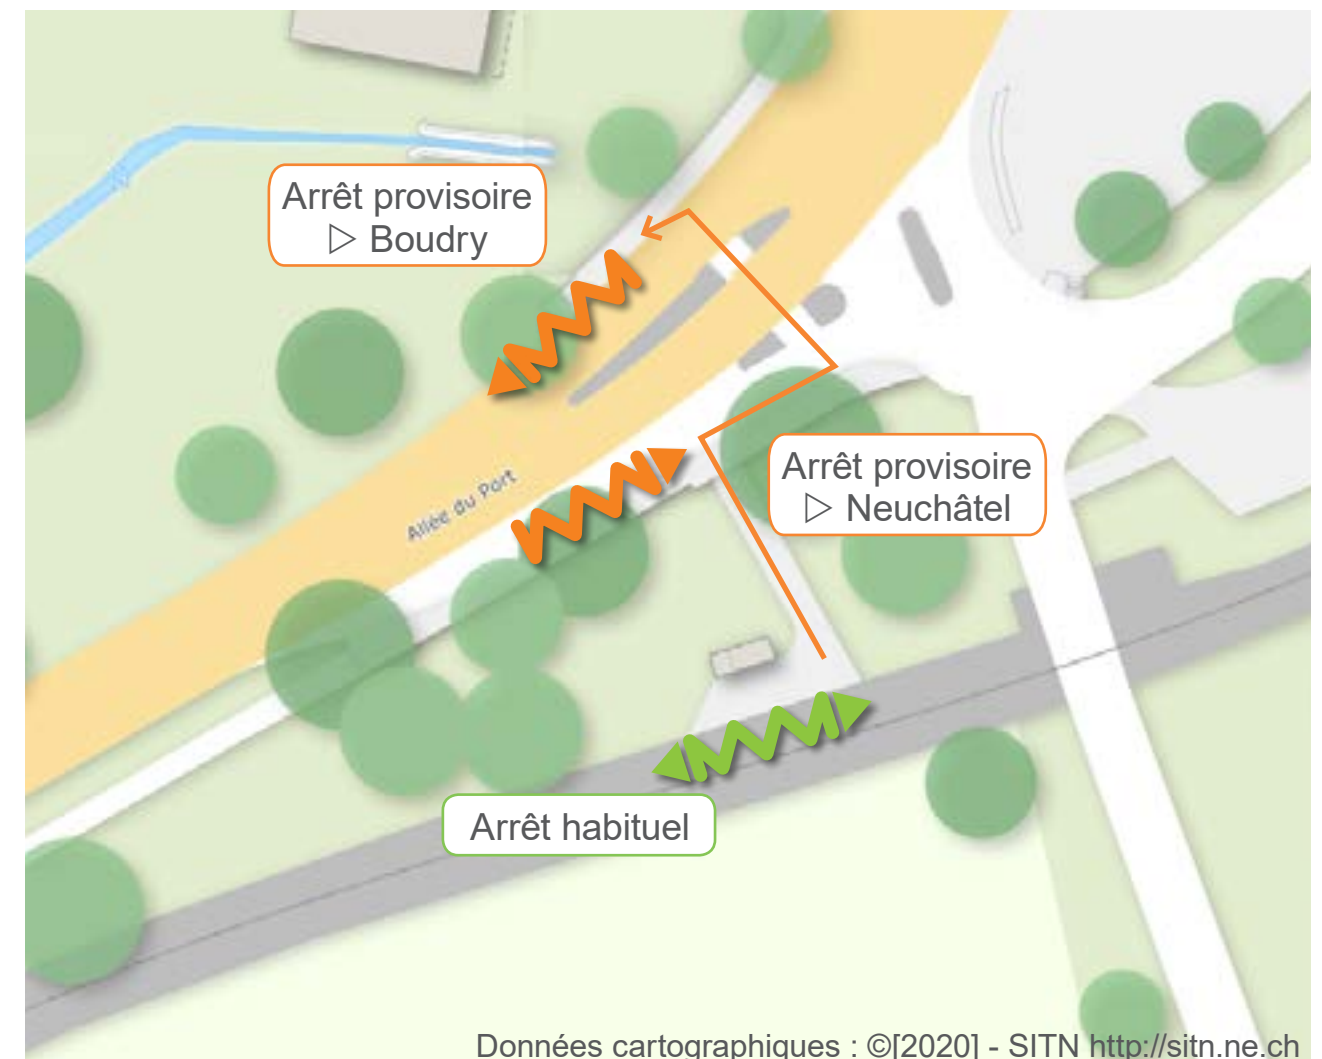 Arrêt provisoire
▷ Boudry
Arrêt provisoire
▷ Neuchâtel
Allée du Port
Arrêt habituel
Données cartographiques : ©[2020] - SITN http://sitn.ne.ch